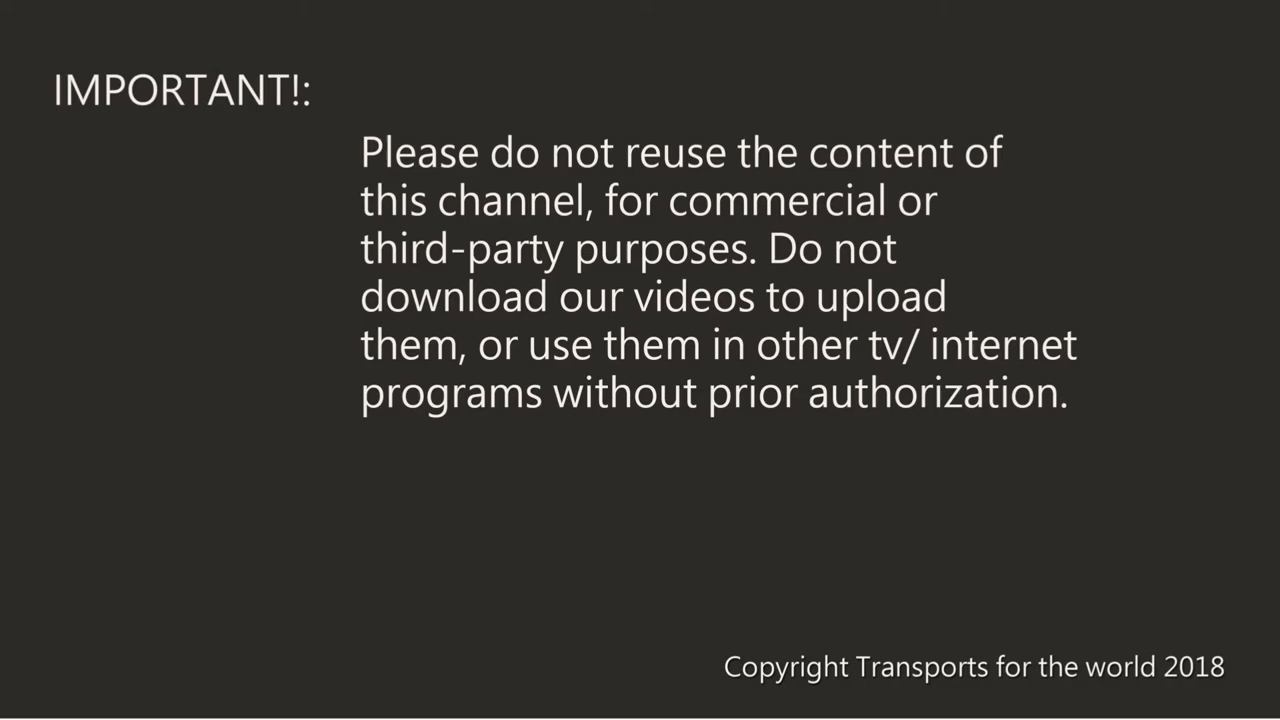 IMPORTANT!:
Please do not reuse the content of
this channel, for commercial or
third-party purposes. Do not
download our videos to upload
them, or use them in other tv/ internet
programs without prior authorization.
Copyright Transports for the world 2018